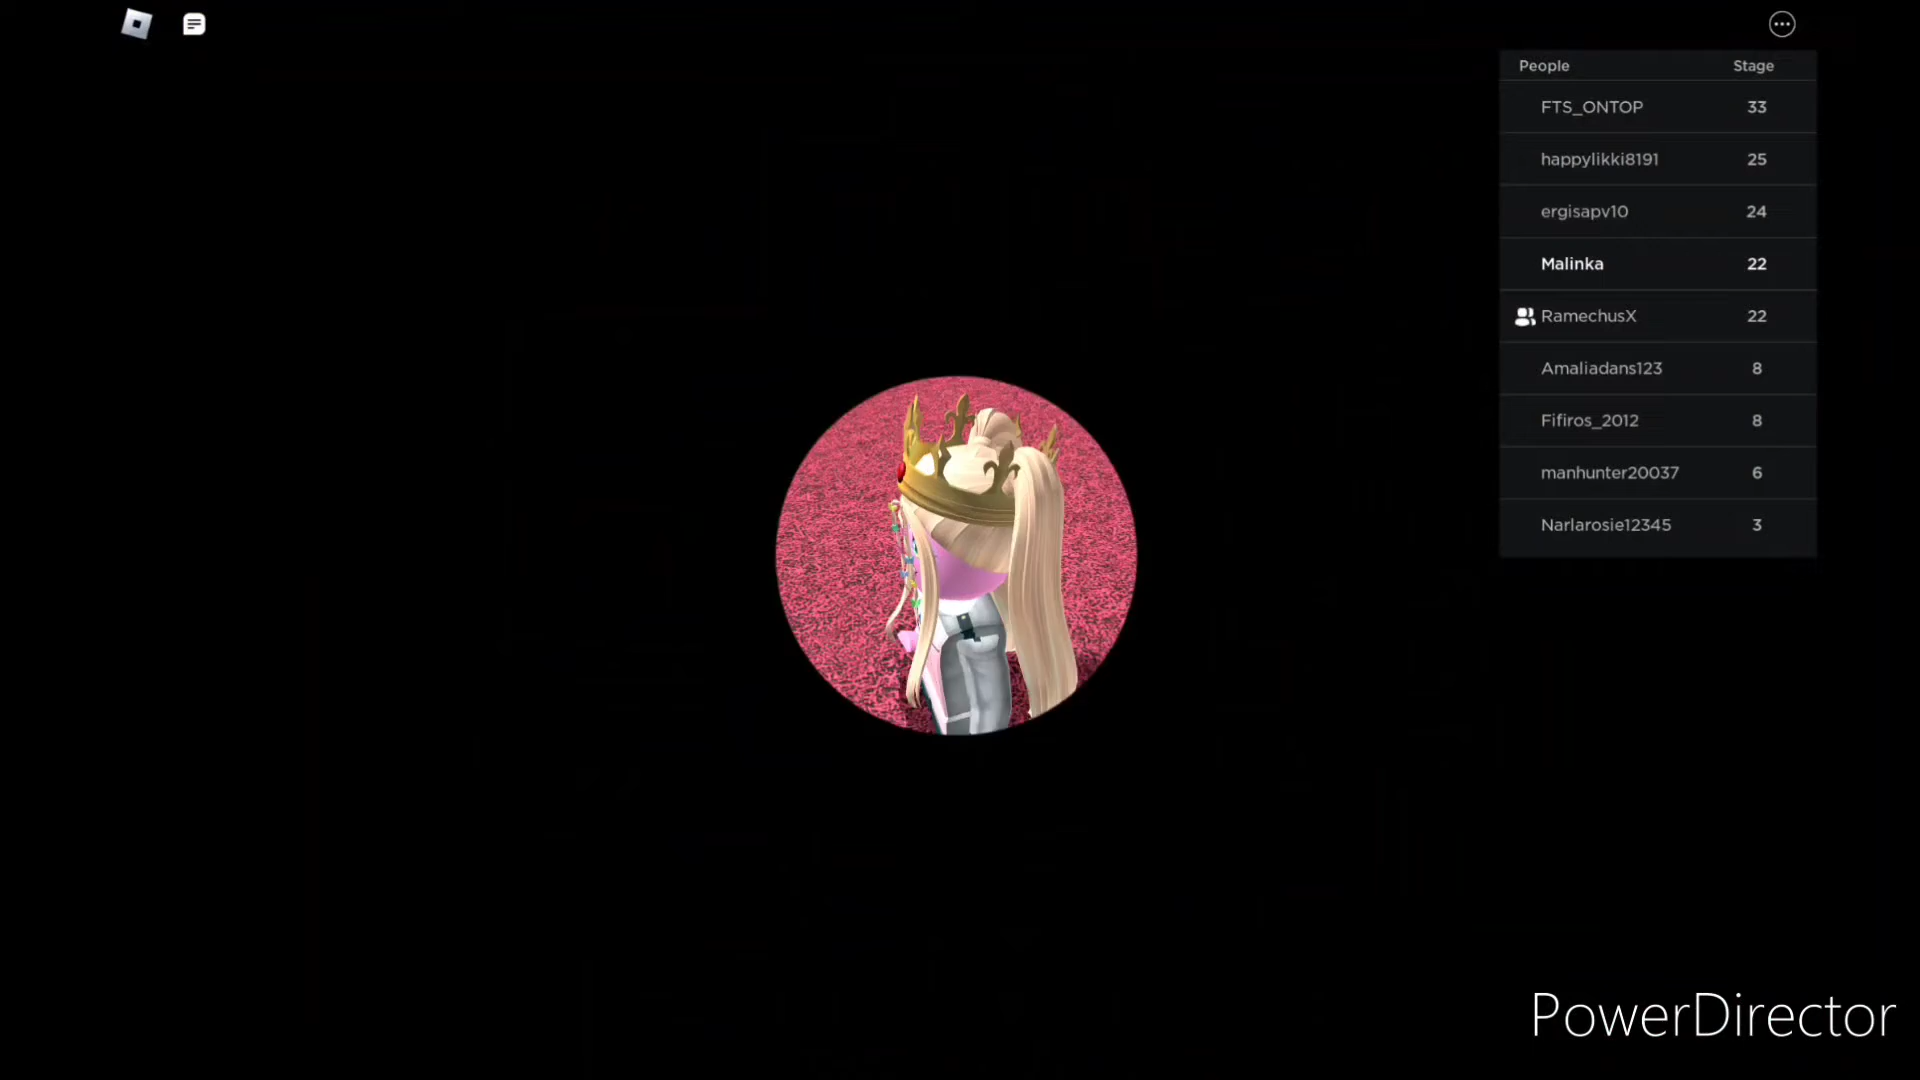 People Stage
FTS_ONTOP 33
happylikki8191 25
ergisapv10 24
Malinka 22
RamechusX 22
Amaliadans123 8
Fifiros_2012 8
manhunter20037 6
Narlarosie12345 3
PowerDirector